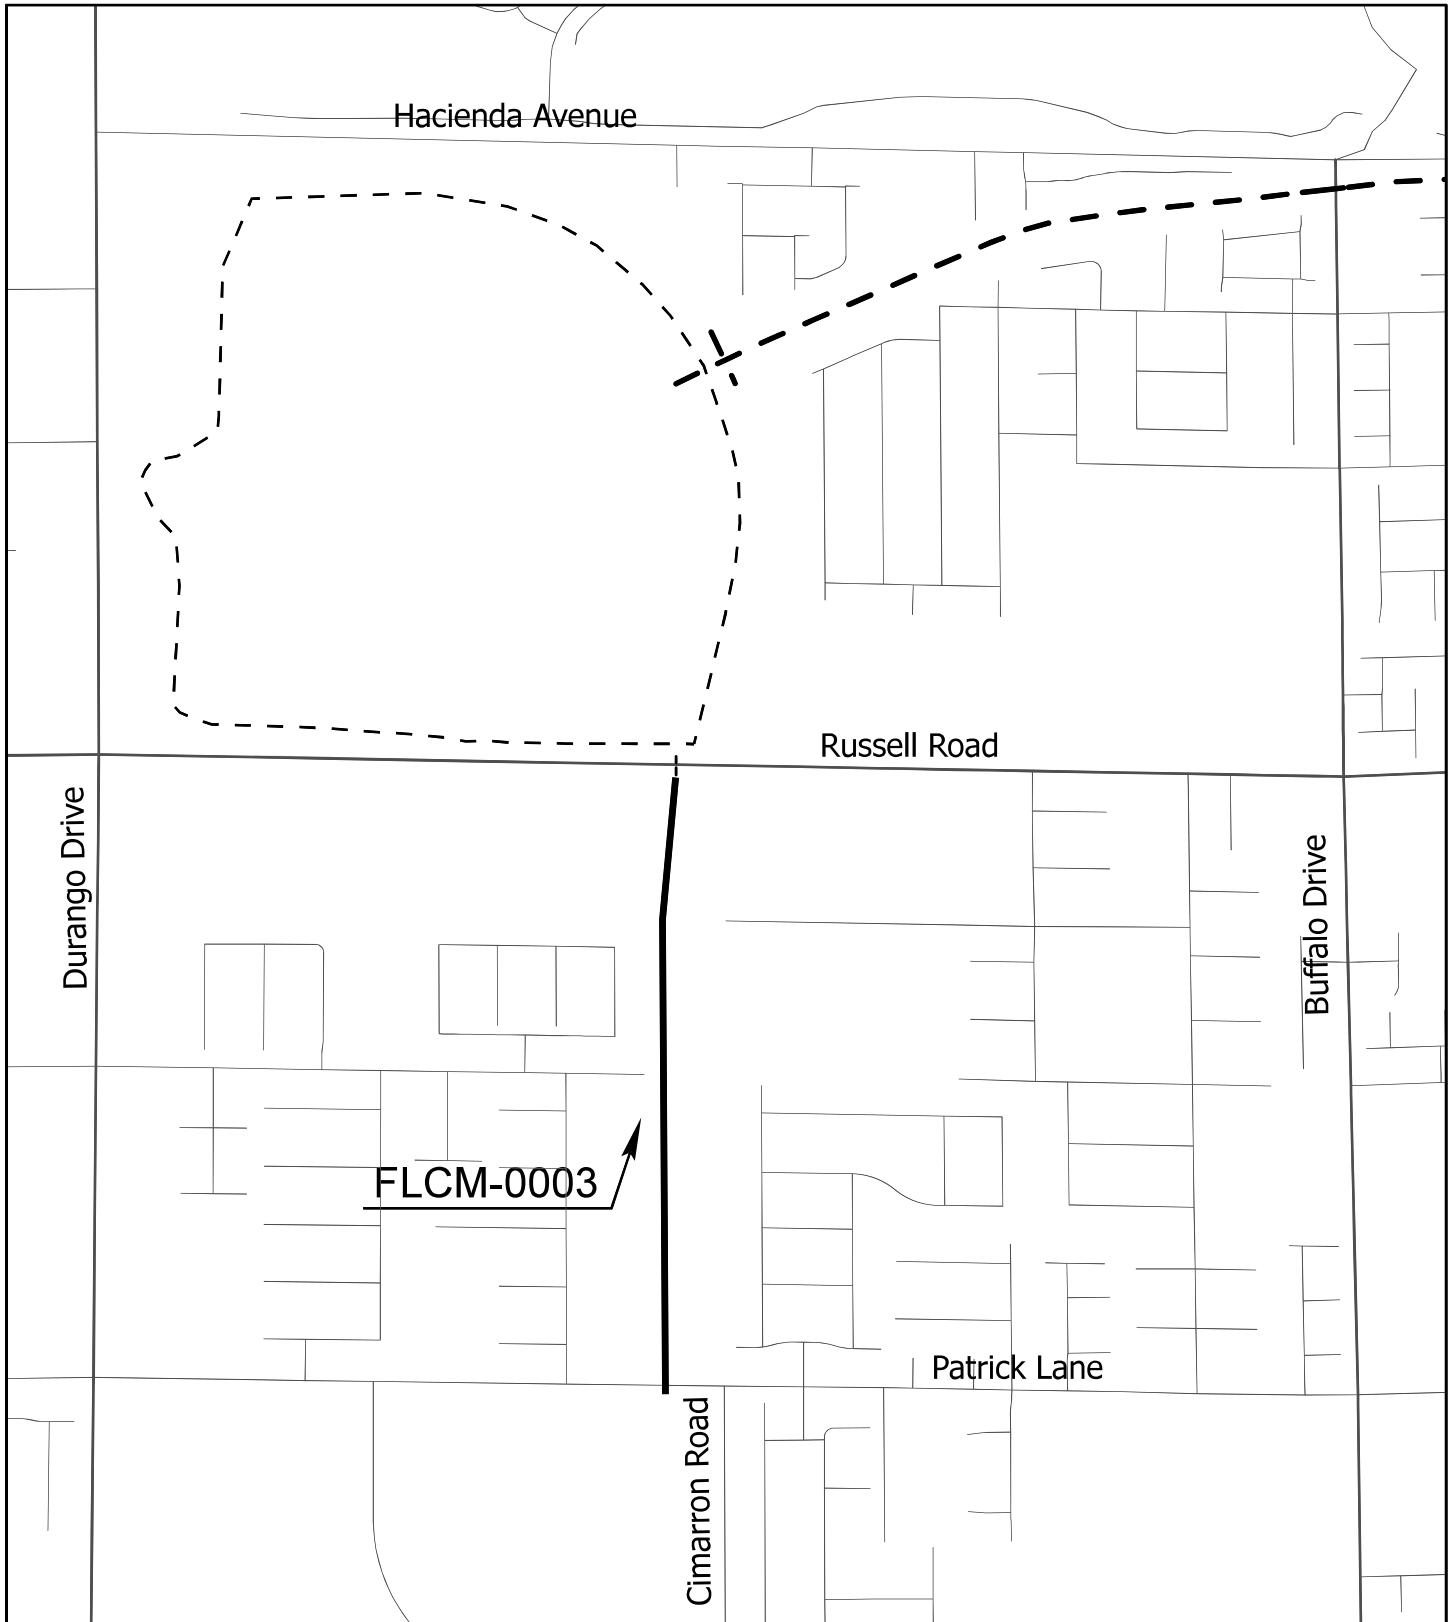 Hacienda Avenue
Russell Road
Durango Drive
Buffalo Drive
FLCM-0003
Patrick Lane
Cimarron Road